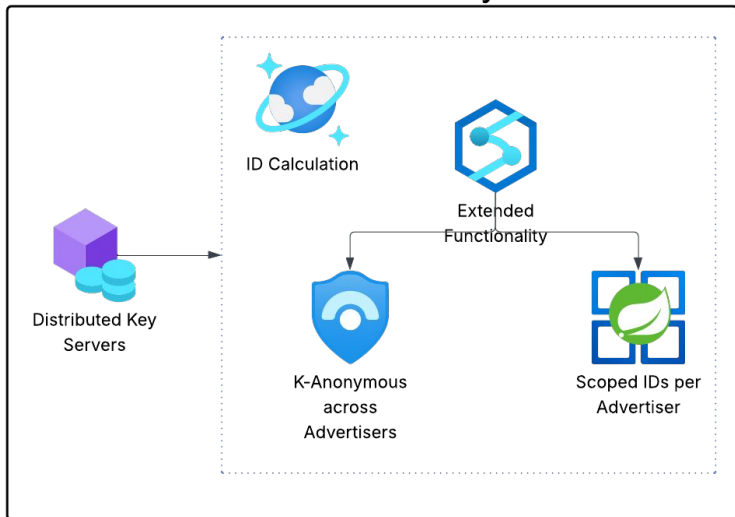 ID Calculation
Extended
Functionality
Distributed Key
Servers
K-Anonymous
across
Advertisers
Scoped IDs per
Advertiser